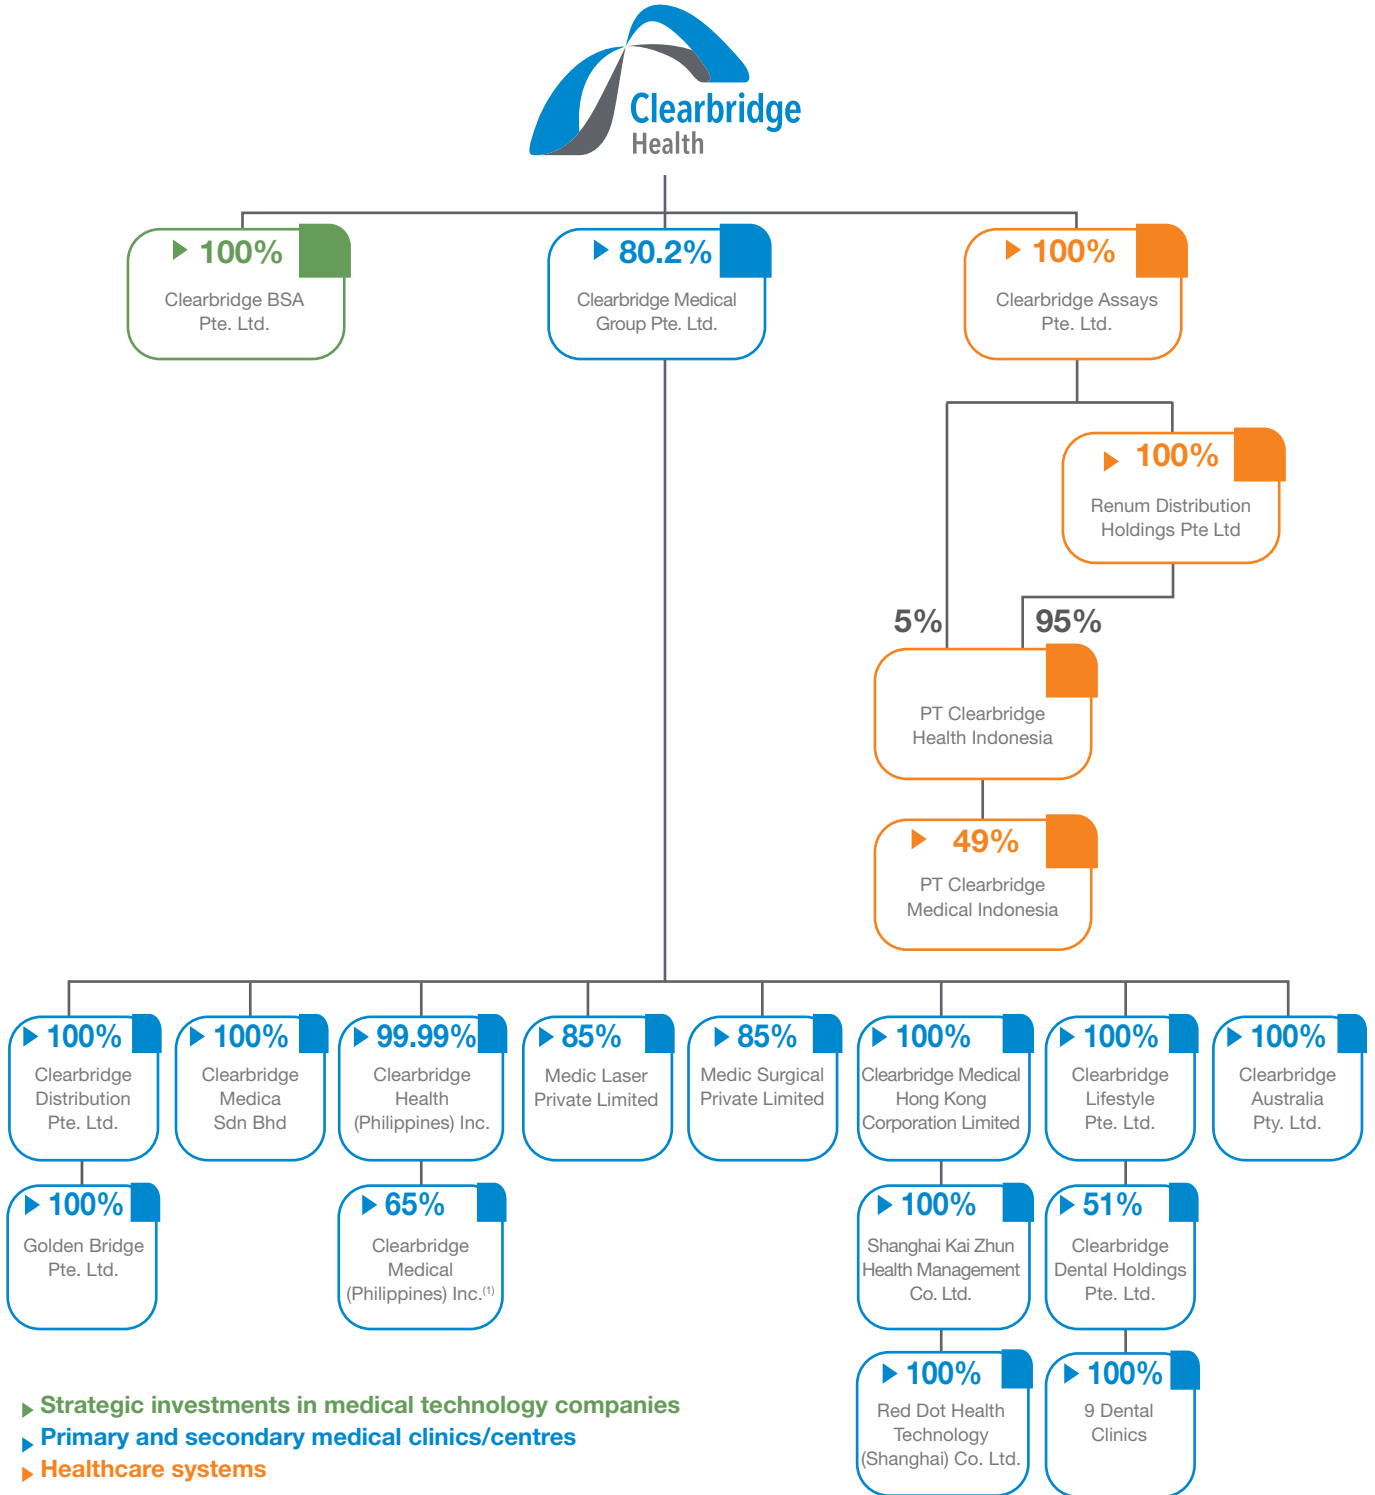 Clearbridge
Health
100%
Clearbridge BSA
Pte. Ltd.
80.2%
Clearbridge Medical
Group Pte. Ltd.
100%
Clearbridge Assays
Pte. Ltd.
100%
Renum Distribution
Holdings Pte Ltd
5%
95%
PT Clearbridge
Health Indonesia
49%
PT Clearbridge
Medical Indonesia
100%
Clearbridge
Distribution
Pte. Ltd.
100%
Clearbridge
Medica
Sdn Bhd
99.99%
Clearbridge
Health
(Philippines) Inc.
85%
Medic Laser
Private Limited
85%
Medic Surgical
Private Limited
100%
Clearbridge Medical
Hong Kong
Corporation Limited
100%
Clearbridge
Lifestyle
Pte. Ltd.
100%
Clearbridge
Australia
Pty. Ltd.
100%
Golden Bridge
Pte. Ltd.
65%
Clearbridge
Medical
(Philippines) Inc.(1)
100%
Shanghai Kai Zhun
Health Management
Co. Ltd.
51%
Clearbridge
Dental Holdings
Pte. Ltd.
100%
Red Dot Health
Technology
(Shanghai) Co. Ltd.
100%
9 Dental
Clinics
Strategic investments in medical technology companies
Primary and secondary medical clinics/centres
Healthcare systems